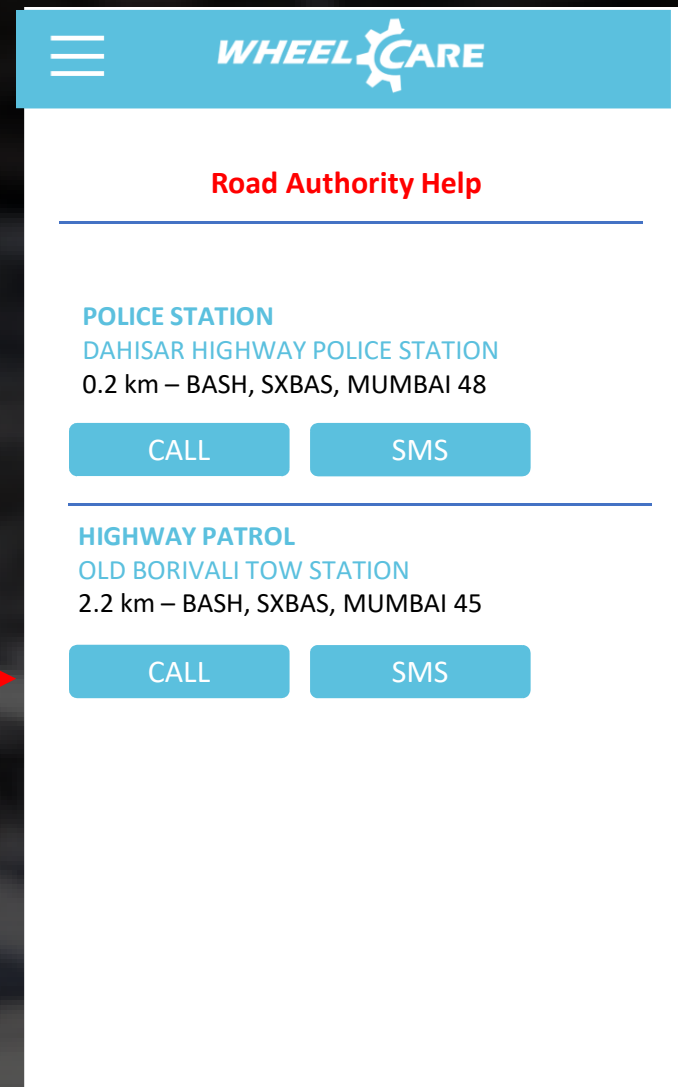 WHEEL CARE
Road Authority Help
POLICE STATION
DAHISAR HIGHWAY POLICE STATION
0.2 km – BASH, SXBAS, MUMBAI 48
CALL SMS
HIGHWAY PATROL
OLD BORIVALI TOW STATION
2.2 km – BASH, SXBAS, MUMBAI 45
CALL SMS